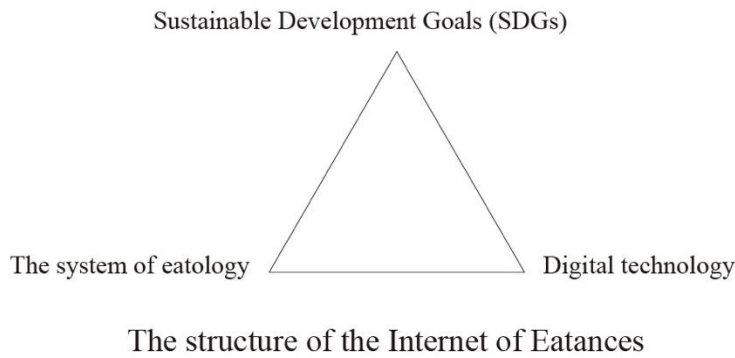 Sustainable Development Goals (SDGs)
The system of eatology
Digital technology
The structure of the Internet of Eatances